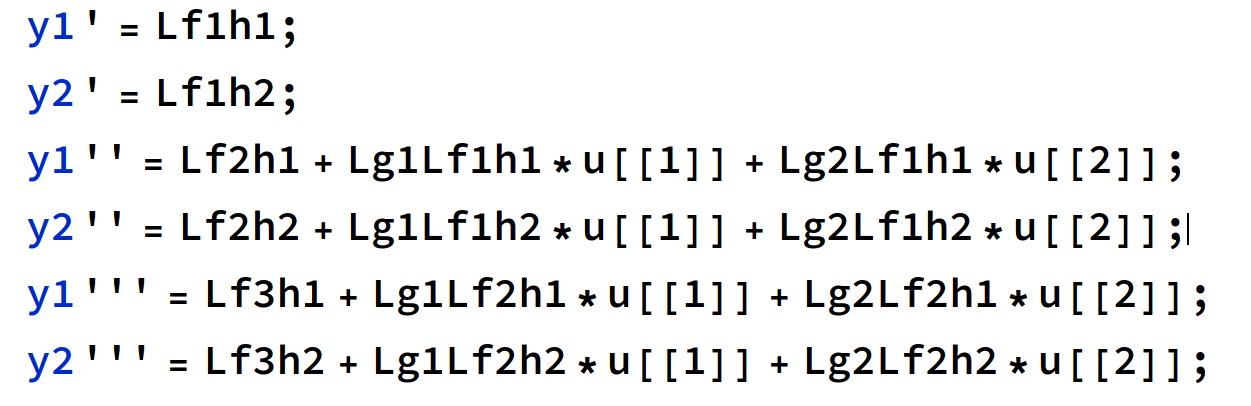 y1' = Lf1h1;
y2' = Lf1h2;
y1'' = Lf2h1 + Lg1Lf1h1 * u[[1]] + Lg2Lf1h1 * u[[2]];
y2'' = Lf2h2 + Lg1Lf1h2 * u[[1]] + Lg2Lf1h2 * u[[2]];
y1''' = Lf3h1 + Lg1Lf2h1 * u[[1]] + Lg2Lf2h1 * u[[2]];
y2''' = Lf3h2 + Lg1Lf2h2 * u[[1]] + Lg2Lf2h2 * u[[2]];